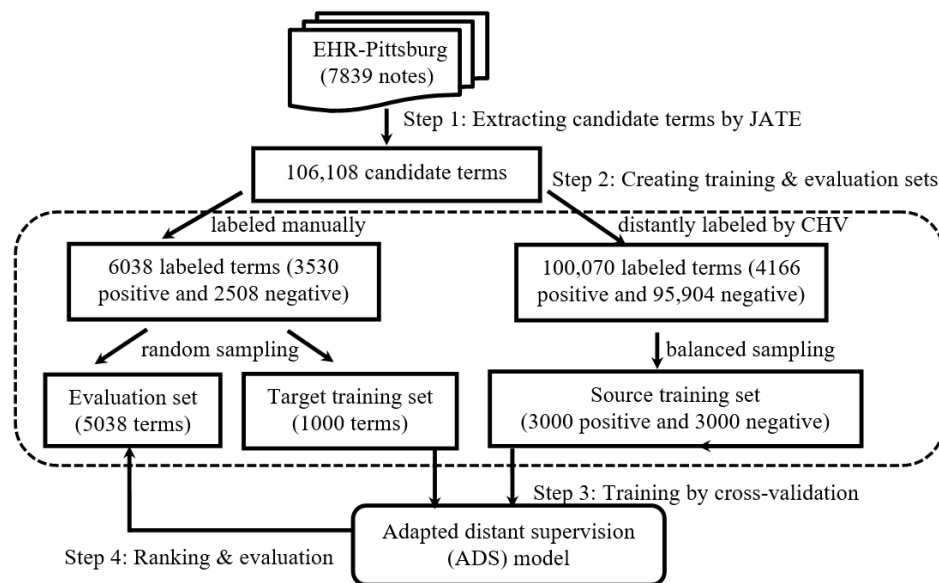 EHR-Pittsburg
(7839 notes)
Step 1: Extracting candidate terms by JATE
106,108 candidate terms
Step 2: Creating training & evaluation sets
labeled manually
distantly labeled by CHV
6038 labeled terms (3530
positive and 2508 negative)
100,070 labeled terms (4166
positive and 95,904 negative)
random sampling
balanced sampling
Evaluation set
(5038 terms)
Target training set
(1000 terms)
Source training set
(3000 positive and 3000 negative)
Step 3: Training by cross-validation
Adapted distant supervision
(ADS) model
Step 4: Ranking & evaluation